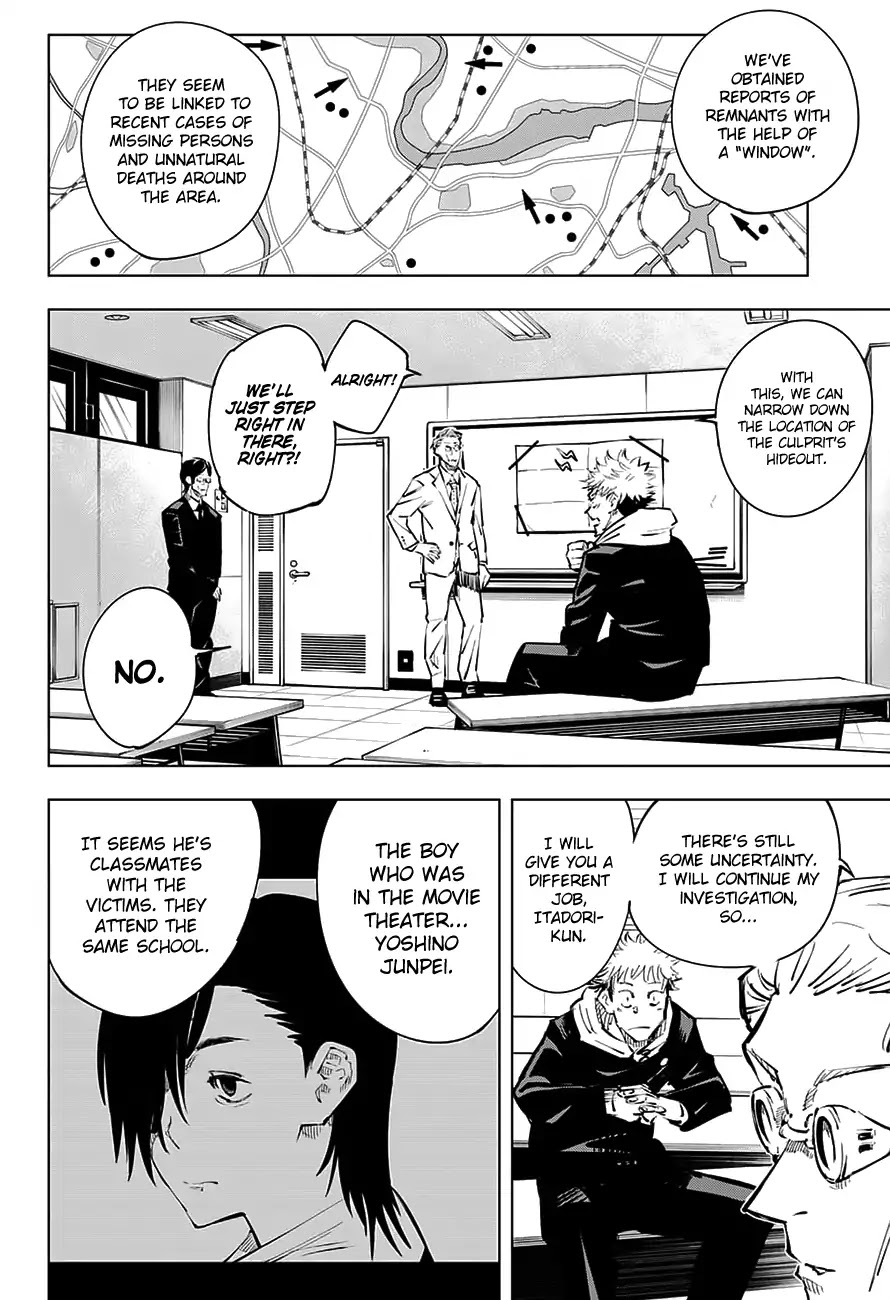 WE'VE
OBTAINED
REPORTS OF
REMNANTS WITH
THE HELP OF
A "WINDOW".
THEY SEEM
TO BE LINKED TO
RECENT CASES OF
MISSING PERSONS
AND UNNATURAL
DEATHS AROUND
THE AREA.
WITH
THIS, WE CAN
NARROW DOWN
THE LOCATION OF
THE CULPRIT'S
HIDEOUT.
ALRIGHT!
WE'LL
JUST STEP
RIGHT IN
THERE,
RIGHT?!
NO.
THERE'S STILL
SOME UNCERTAINTY.
I WILL CONTINUE MY
INVESTIGATION,
SO...
I WILL
GIVE YOU A
DIFFERENT
JOB,
ITADORI-
KUN.
THE BOY
WHO WAS
IN THE MOVIE
THEATER...
YOSHINO
JUNPEI.
IT SEEMS HE'S
CLASSMATES
WITH THE
VICTIMS. THEY
ATTEND THE
SAME SCHOOL.